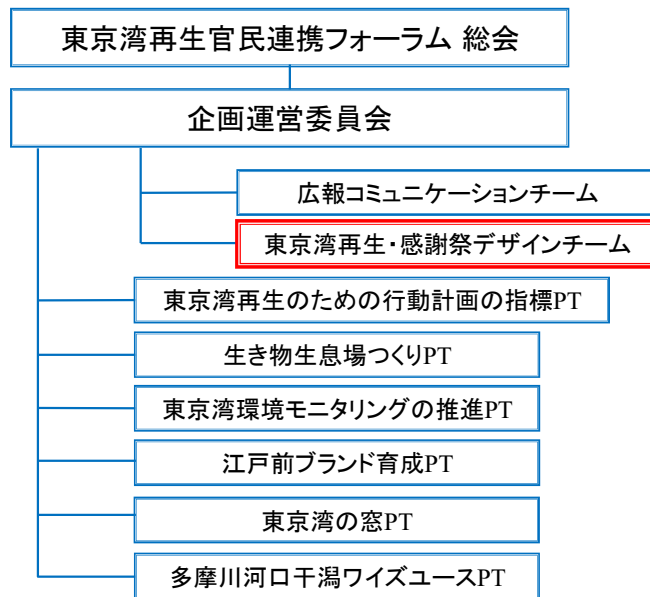 東京湾再生官民連携フォーラム 総会
企画運営委員会
広報コミュニケーションチーム
東京湾再生・感謝祭デザインチーム
東京湾再生のための行動計画の指標PT
生き物生息場つくりPT
東京湾環境モニタリングの推進PT
江戸前ブランド育成PT
東京湾の窓PT
多摩川河口干潟ワイズユースPT